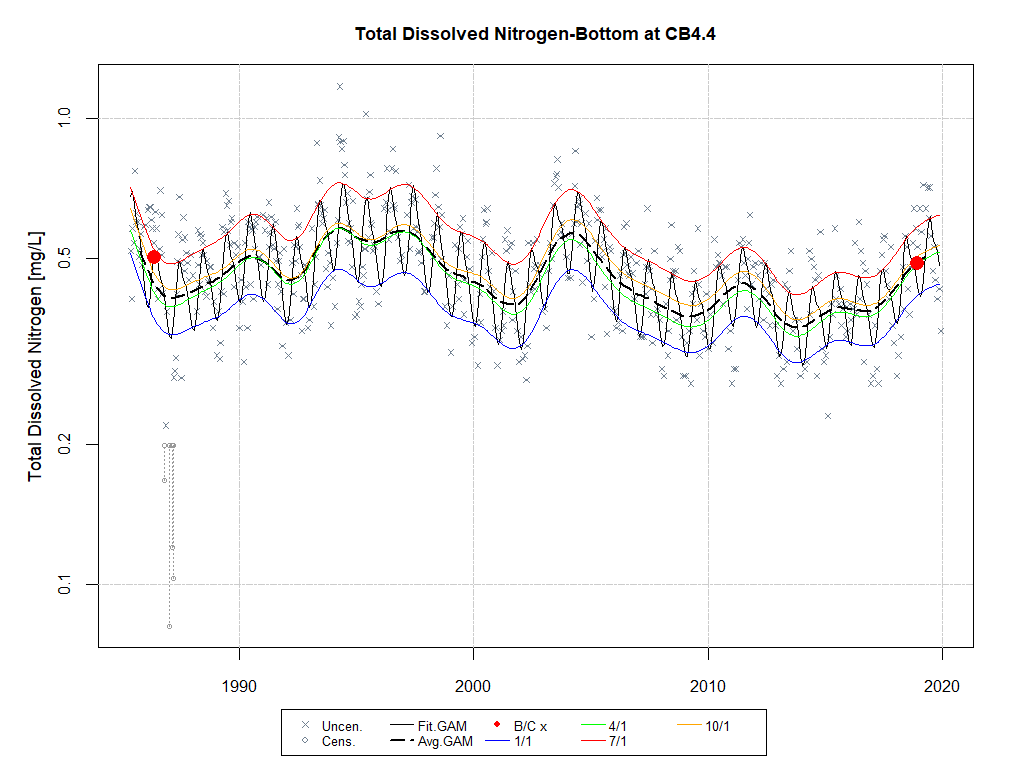 Total Dissolved Nitrogen-Bottom at CB4.4
Total Dissolved Nitrogen [mg/L]
1.0
0.5
0.2
0.1
1990 2000 2010 2020
Uncen. Fit.GAM B/C x 4/1 10/1
Cens. Avg.GAM 1/1 7/1